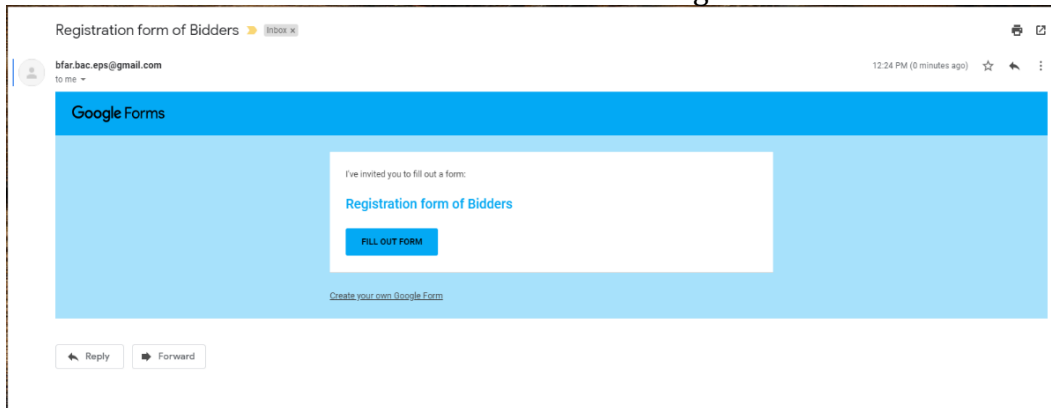 Registration form of Bidders Inbox x
bfar.bac.eps@gmail.com 12:24 PM (0 minutes ago)
to me
Google Forms
I've invited you to fill out a form:
Registration form of Bidders
FILL OUT FORM
Create your own Google Form
Reply Forward